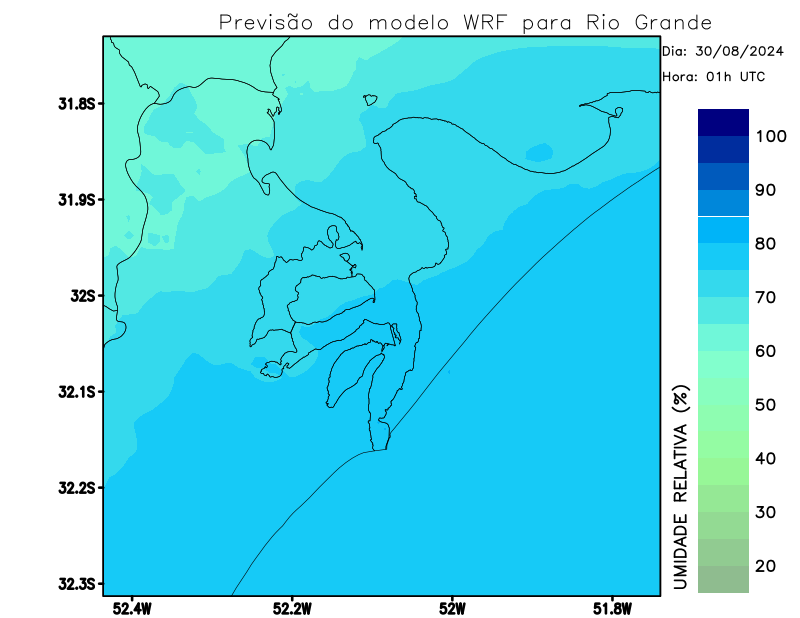 Previsão do modelo WRF para Rio Grande
Dia: 30/08/2024
Hora: 01h UTC
31.8S
31.9S
32S
32.1S
32.2S
32.3S
52.4W
52.2W
52W
51.8W
100
90
80
70
60
50
40
30
20
UMIDADE RELATIVA (%)